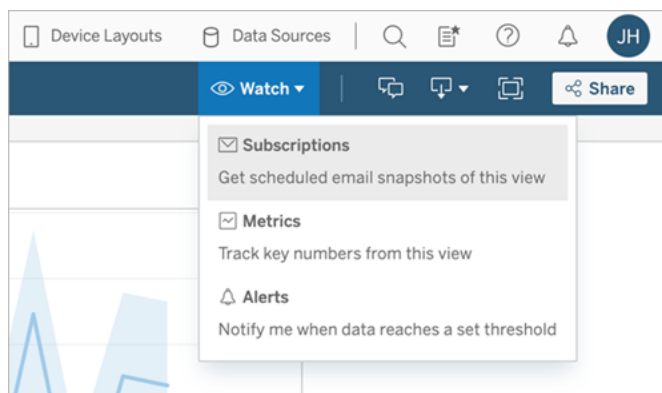 Device Layouts
Data Sources
JH
Watch
Share
Subscriptions
Get scheduled email snapshots of this view
Metrics
Track key numbers from this view
Alerts
Notify me when data reaches a set threshold